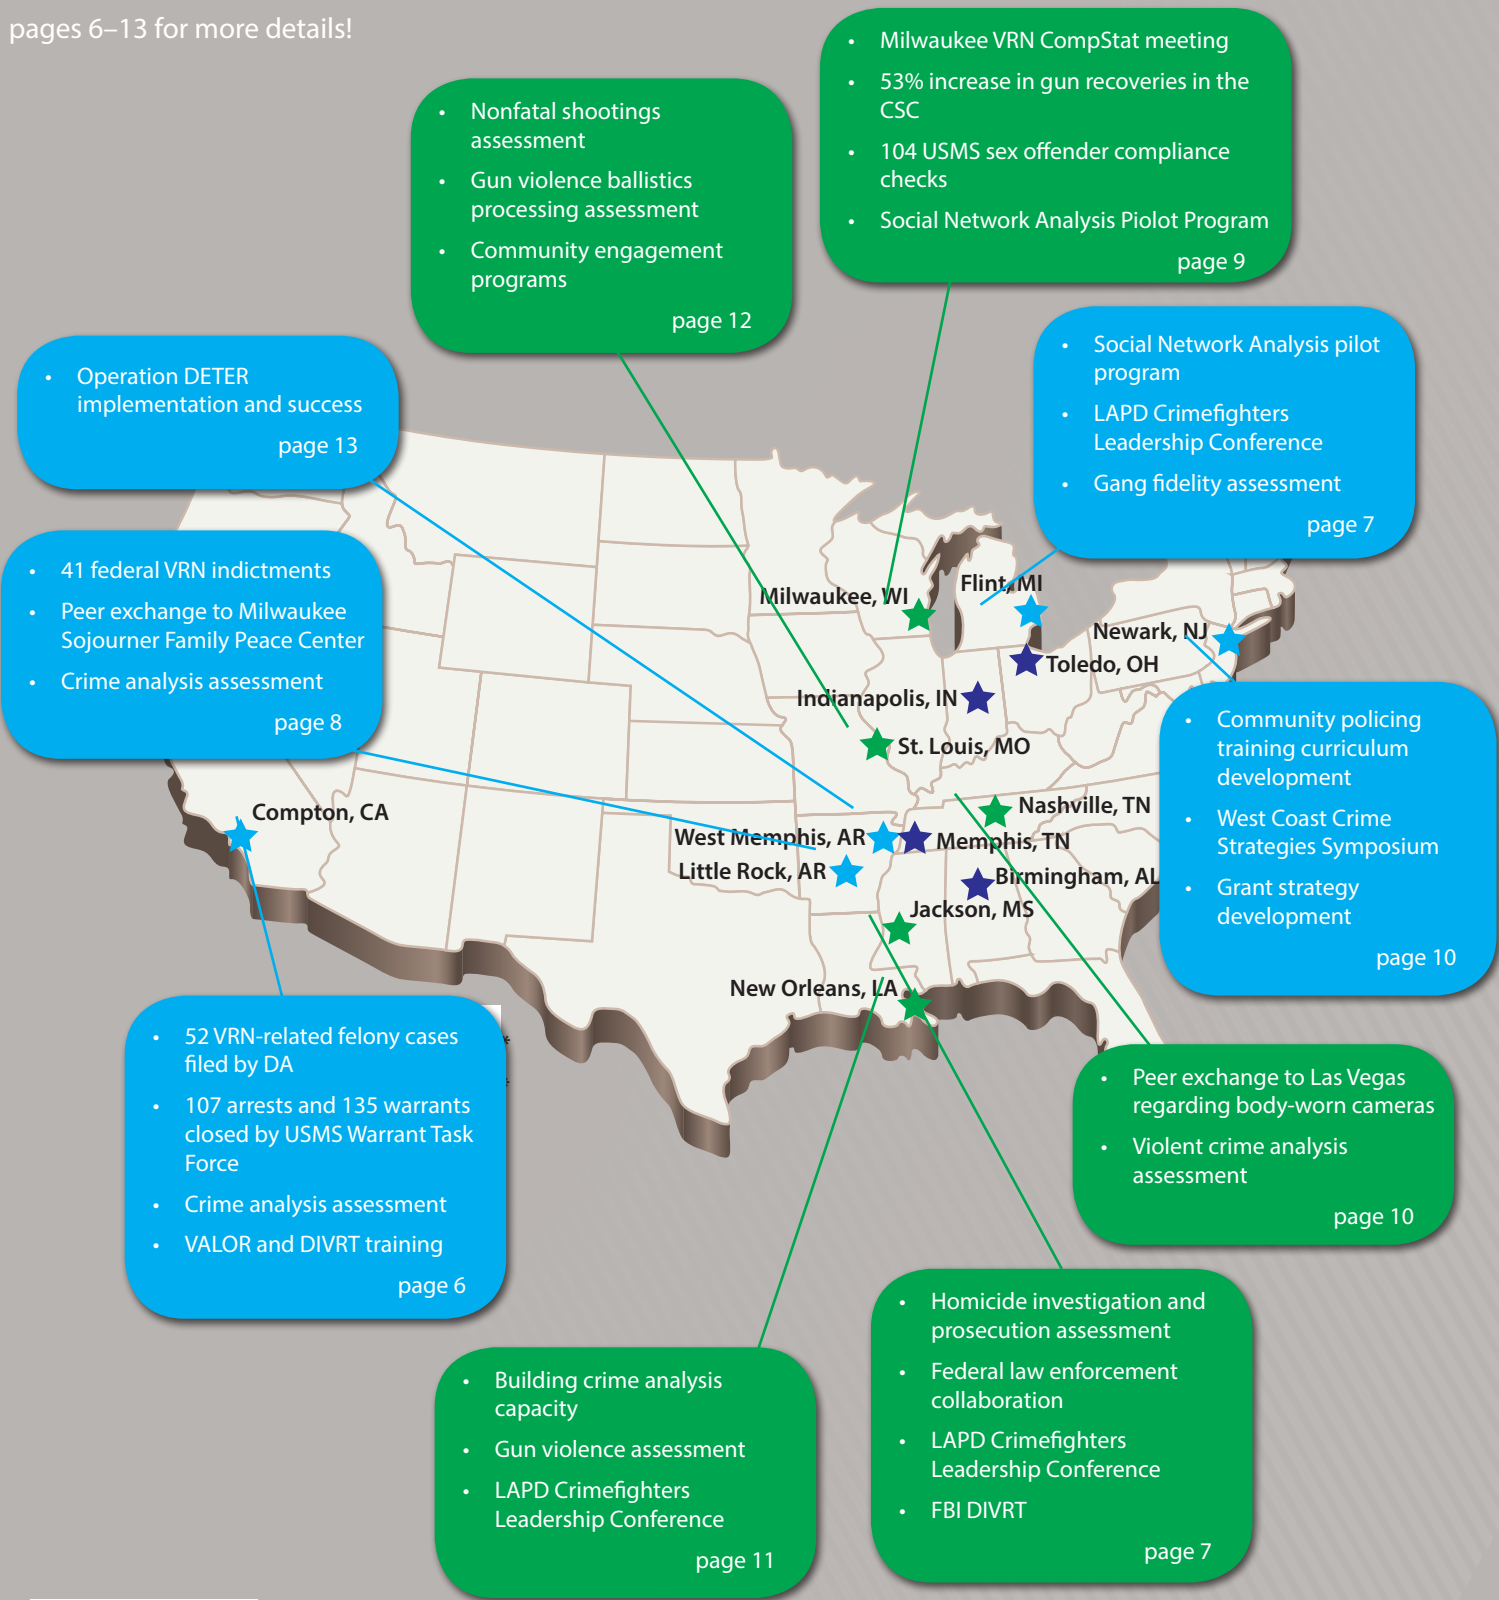 pages 6–13 for more details!
• Milwaukee VRN CompStat meeting
• 53% increase in gun recoveries in the
CSC
• 104 USMS sex offender compliance
checks
• Social Network Analysis Piolot Program
page 9
• Nonfatal shootings
assessment
• Gun violence ballistics
processing assessment
• Community engagement
programs
page 12
• Operation DETER
implementation and success
page 13
• Social Network Analysis pilot
program
• LAPD Crimefighters
Leadership Conference
• Gang fidelity assessment
page 7
• 41 federal VRN indictments
• Peer exchange to Milwaukee
Sojourner Family Peace Center
• Crime analysis assessment
page 8
Milwaukee, WI
Flint, MI
Newark, NJ
Toledo, OH
Indianapolis, IN
St. Louis, MO
Compton, CA
Nashville, TN
West Memphis, AR
Memphis, TN
Little Rock, AR
Birmingham, AL
Jackson, MS
New Orleans, LA
• Community policing
training curriculum
development
• West Coast Crime
Strategies Symposium
• Grant strategy
development
page 10
• 52 VRN-related felony cases
filed by DA
• 107 arrests and 135 warrants
closed by USMS Warrant Task
Force
• Crime analysis assessment
• VALOR and DIVRT training
page 6
• Peer exchange to Las Vegas
regarding body-worn cameras
• Violent crime analysis
assessment
page 10
• Homicide investigation and
prosecution assessment
• Federal law enforcement
collaboration
• LAPD Crimefighters
Leadership Conference
• FBI DIVRT
page 7
• Building crime analysis
capacity
• Gun violence assessment
• LAPD Crimefighters
Leadership Conference
page 11